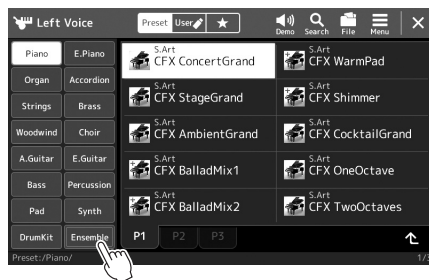 Left Voice
Preset User ★
Demo Search File Menu
Piano E.Piano
Organ Accordion
Strings Brass
Woodwind Choir
A.Guitar E.Guitar
Bass Percussion
Pad Synth
DrumKit Ensemble
S.Art
CFX ConcertGrand
S.Art
CFX WarmPad
S.Art
CFX StageGrand
S.Art
CFX Shimmer
S.Art
CFX AmbientGrand
S.Art
CFX CocktailGrand
S.Art
CFX BalladMix1
S.Art
CFX OneOctave
S.Art
CFX BalladMix2
S.Art
CFX TwoOctaves
P1 P2 P3
Preset:/Piano/
1/3